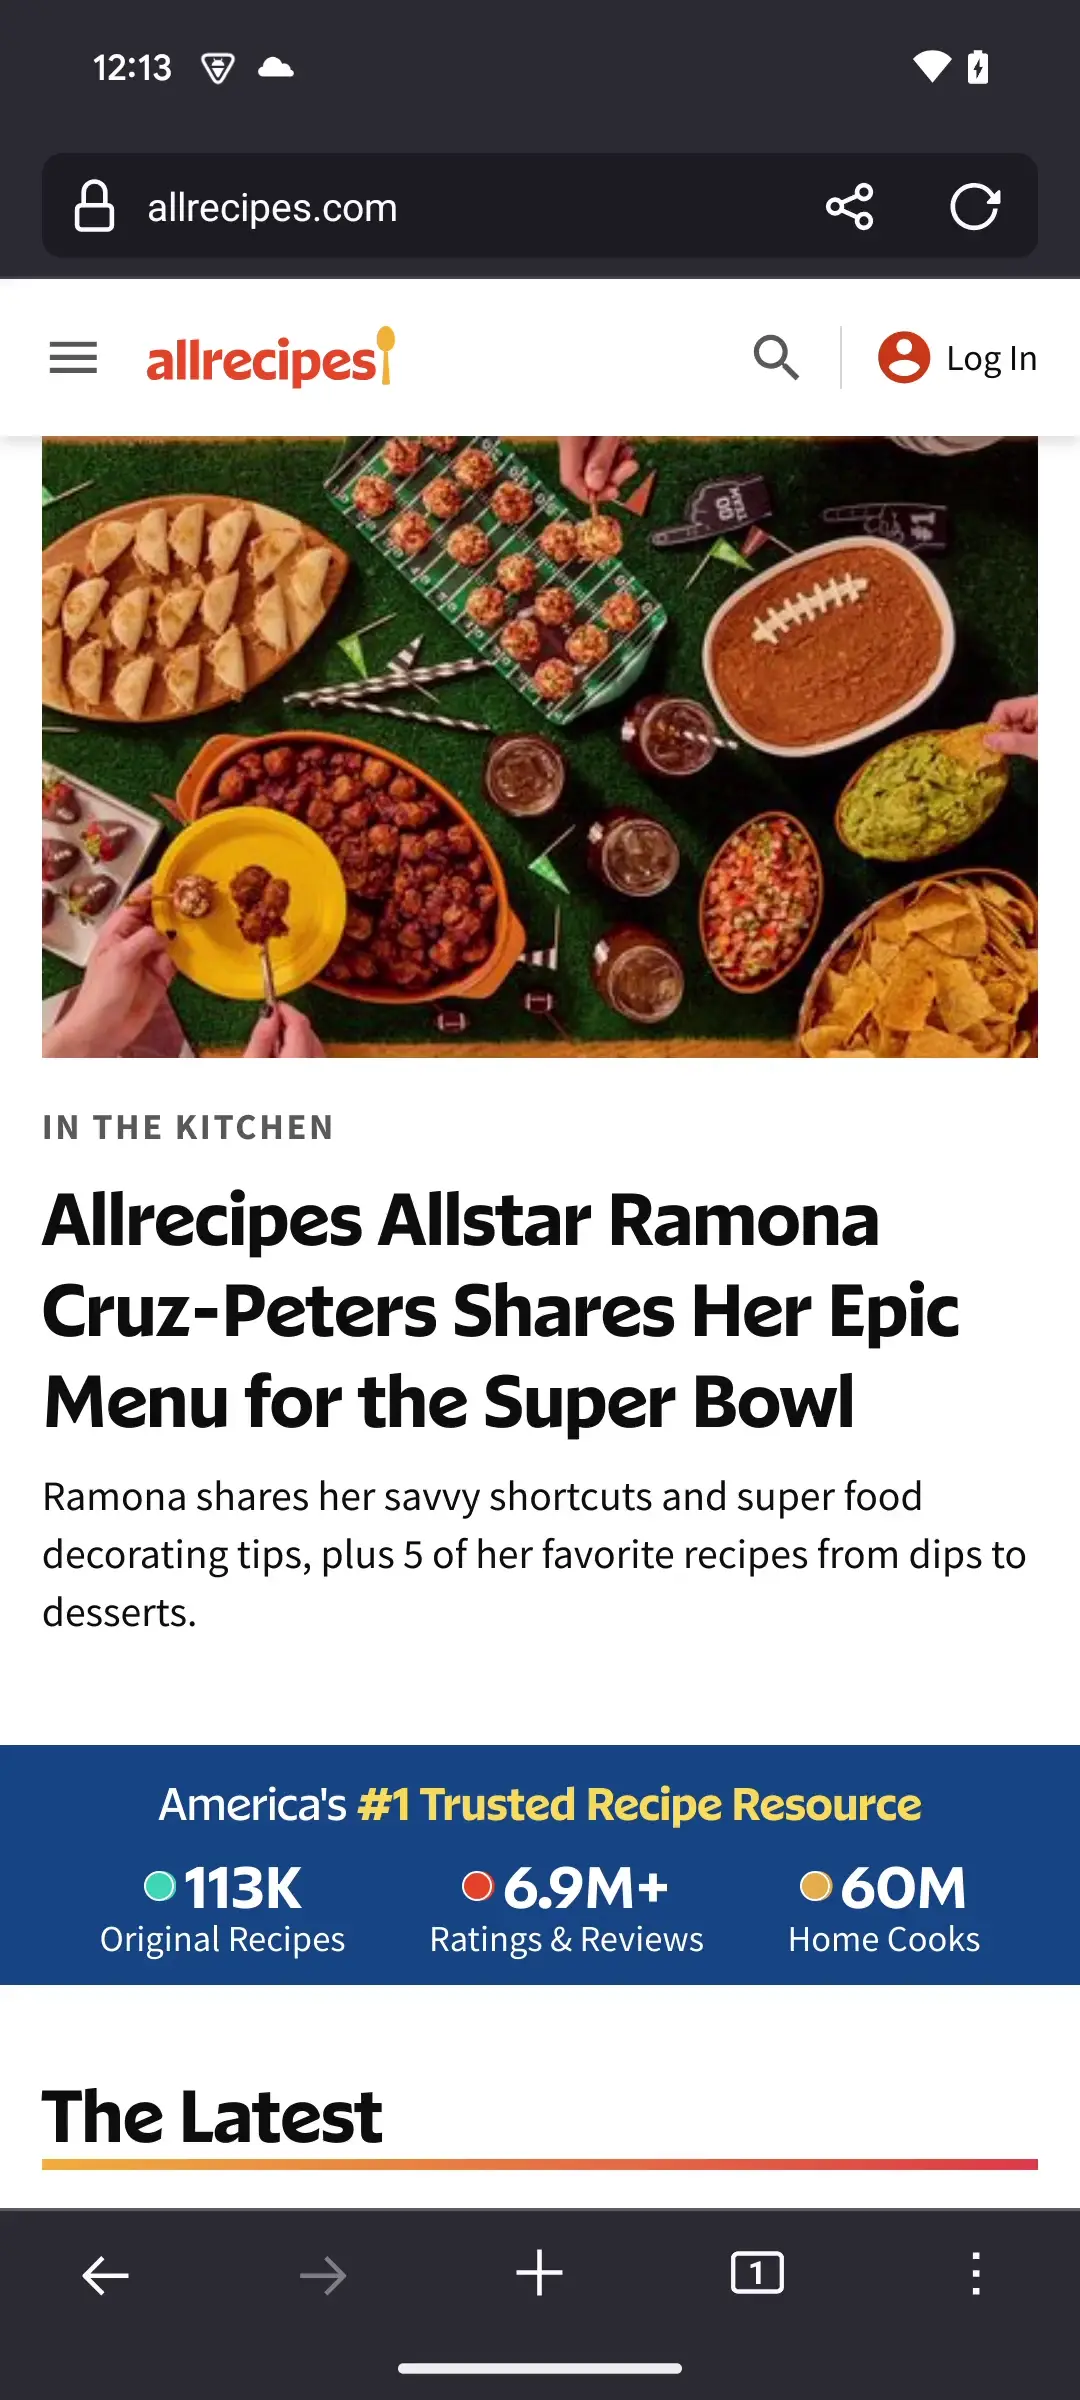 12:13
allrecipes.com
allrecipes
Log In
#1
IN THE KITCHEN
Allrecipes Allstar Ramona
Cruz-Peters Shares Her Epic
Menu for the Super Bowl
Ramona shares her savvy shortcuts and super food
decorating tips, plus 5 of her favorite recipes from dips to
desserts.
America's #1 Trusted Recipe Resource
113K
6.9M+
60M
Original Recipes
Ratings & Reviews
Home Cooks
The Latest
1